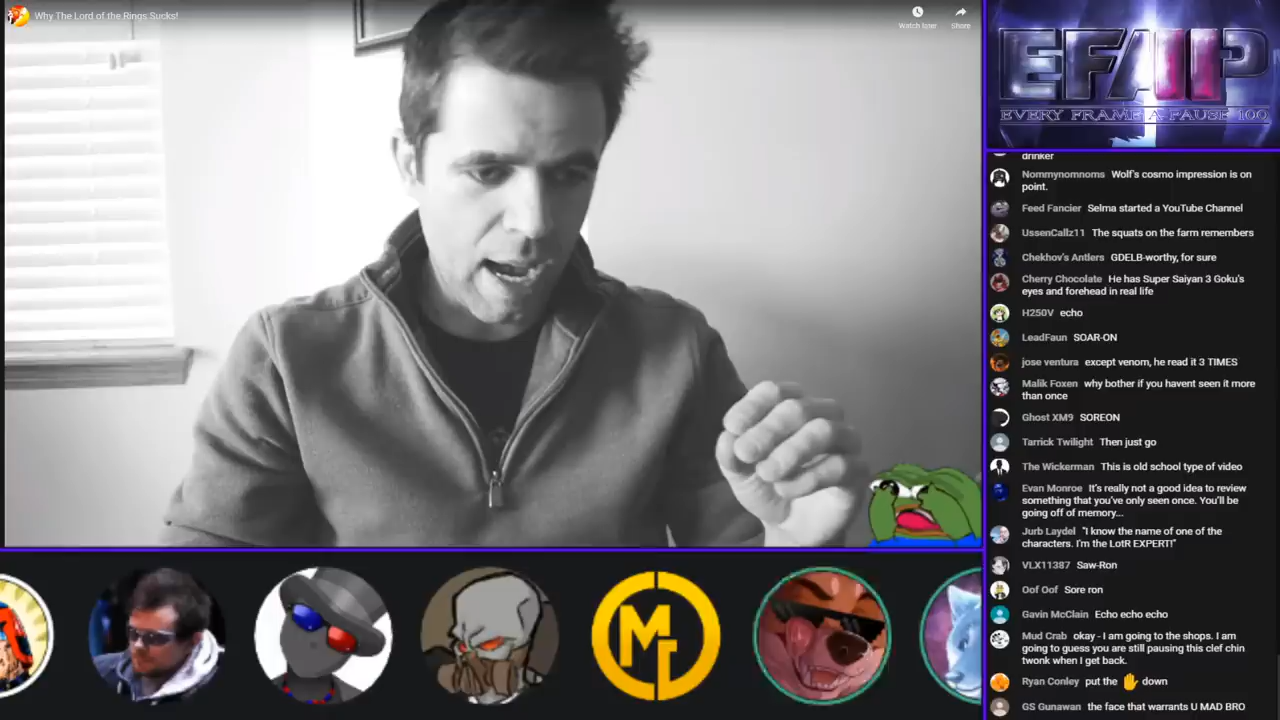 Why The Lord of the Rings Sucks!
Watch later
Share
EFAP
EVERY FRAME A PAUSE 100
drinker
Nommynomnoms Wolf's cosmo impression is on
point.
Feed Fancier Selma started a YouTube Channel
UssenCallz11 The squats on the farm remembers
Chekhov's Antlers GDELB-worthy, for sure
Cherry Chocolate He has Super Saiyan 3 Goku's
eyes and forehead in real life
H250V echo
LeadFaun SOAR-ON
jose ventura except venom, he read it 3 TIMES
Malik Foxen why bother if you havent seen it more
than once
Ghost XM9 SOREON
Tarrick Twilight Then just go
The Wickerman This is old school type of video
Evan Monroe It's really not a good idea to review
something that you've only seen once. You'll be
going off of memory...
Jurb Laydel "I know the name of one of the
characters. I'm the LotR EXPERT!"
VLX11387 Saw-Ron
Oof Oof Sore ron
Gavin McClain Echo echo echo
Mud Crab okay - I am going to the shops. I am
going to guess you are still pausing this clef chin
twonk when I get back.
Ryan Conley put the ✋ down
GS Gunawan the face that warrants U MAD BRO